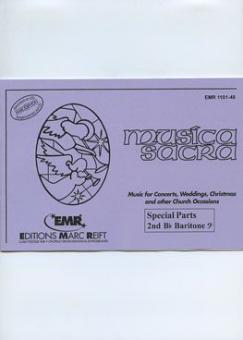 EMR 1101-40
musica
sacra
Music for Concerts, Weddings, Christmas
and other Church Occasions
Special Parts
2nd B♭ Baritone 𝄢
EMR
EDITIONS MARC REIFT